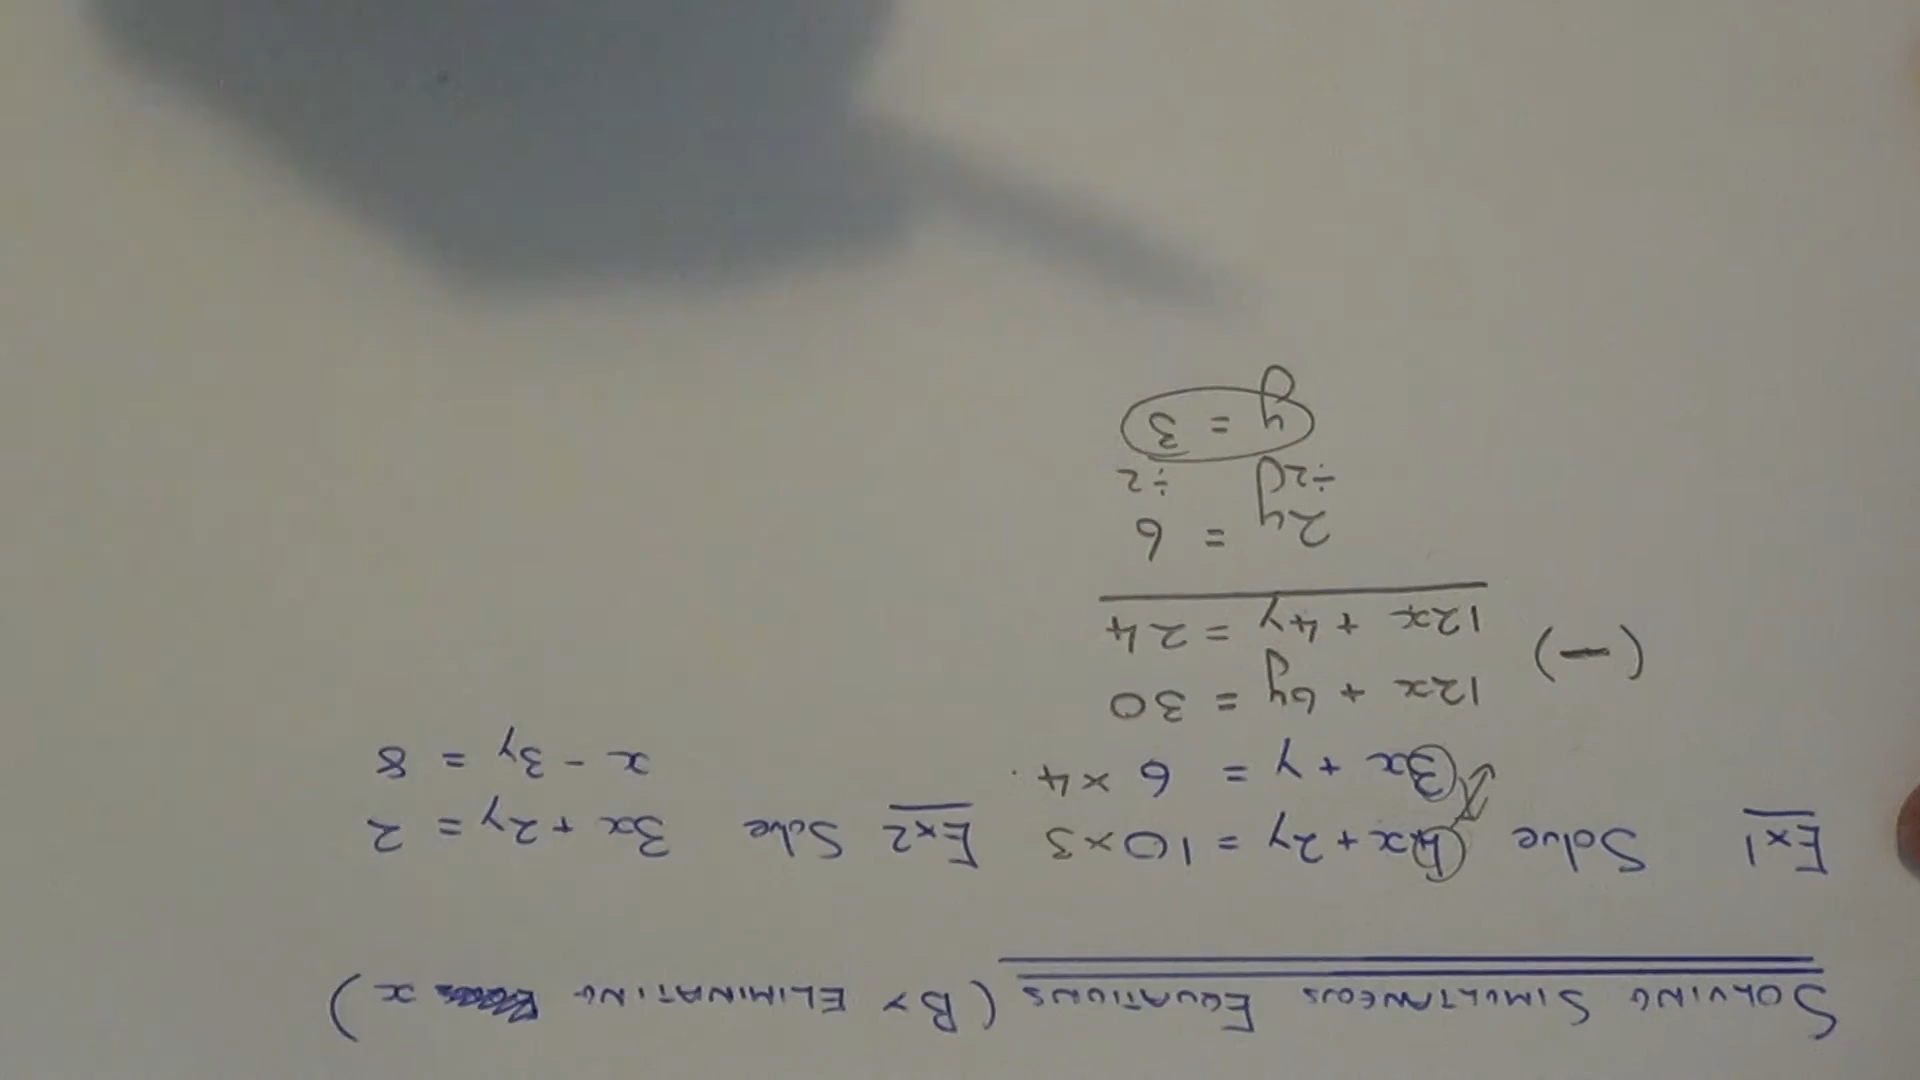 SOLVING SIMULTANEOUS EQUATIONS (BY ELIMINATING x)
Ex1 Solve 4x + 2y = 10 × 3
3x + y = 6 × 4.
(-)
12x + 6y = 30
12x + 4y = 24
2y = 6
÷2 ÷2
y = 3
Ex2 Solve 3x + 2y = 2
x - 3y = 8